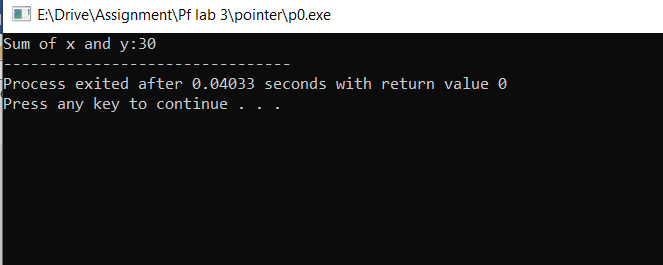 E:\Drive\Assignment\Pf lab 3\pointer\p0.exe
Sum of x and y:30
--------------------------------
Process exited after 0.04033 seconds with return value 0
Press any key to continue . . .